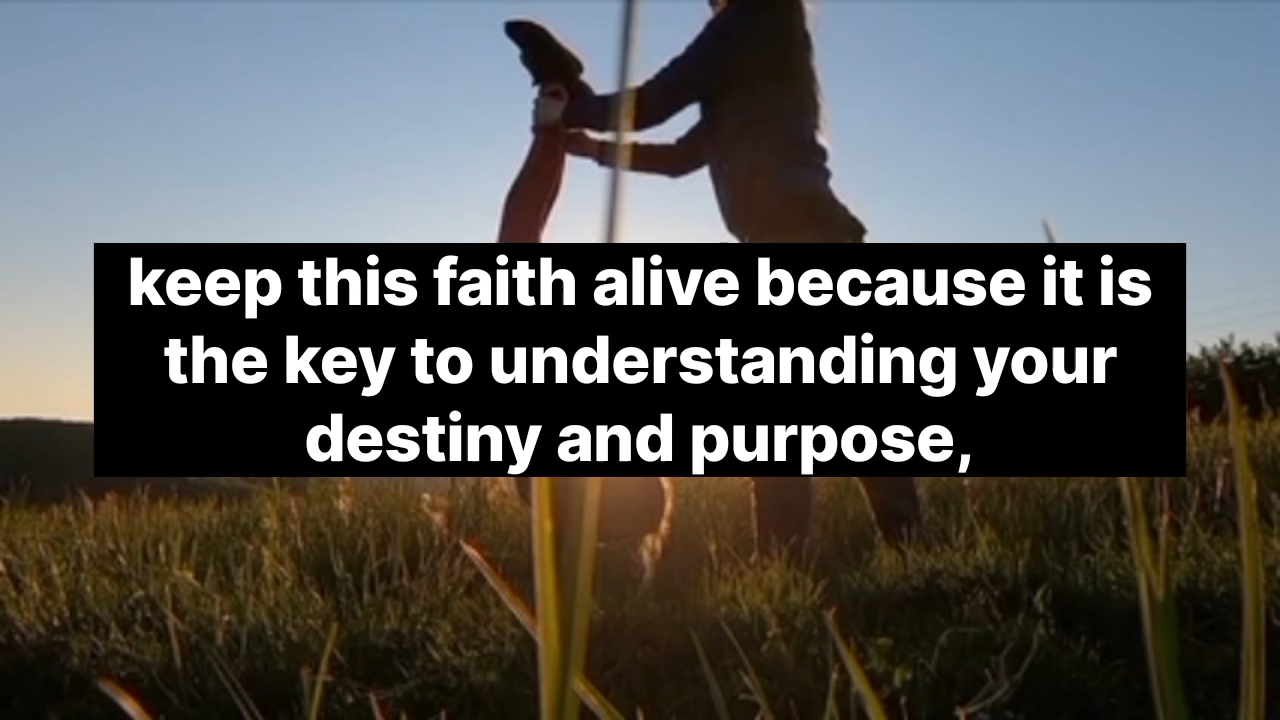 keep this faith alive because it is
the key to understanding your
destiny and purpose,